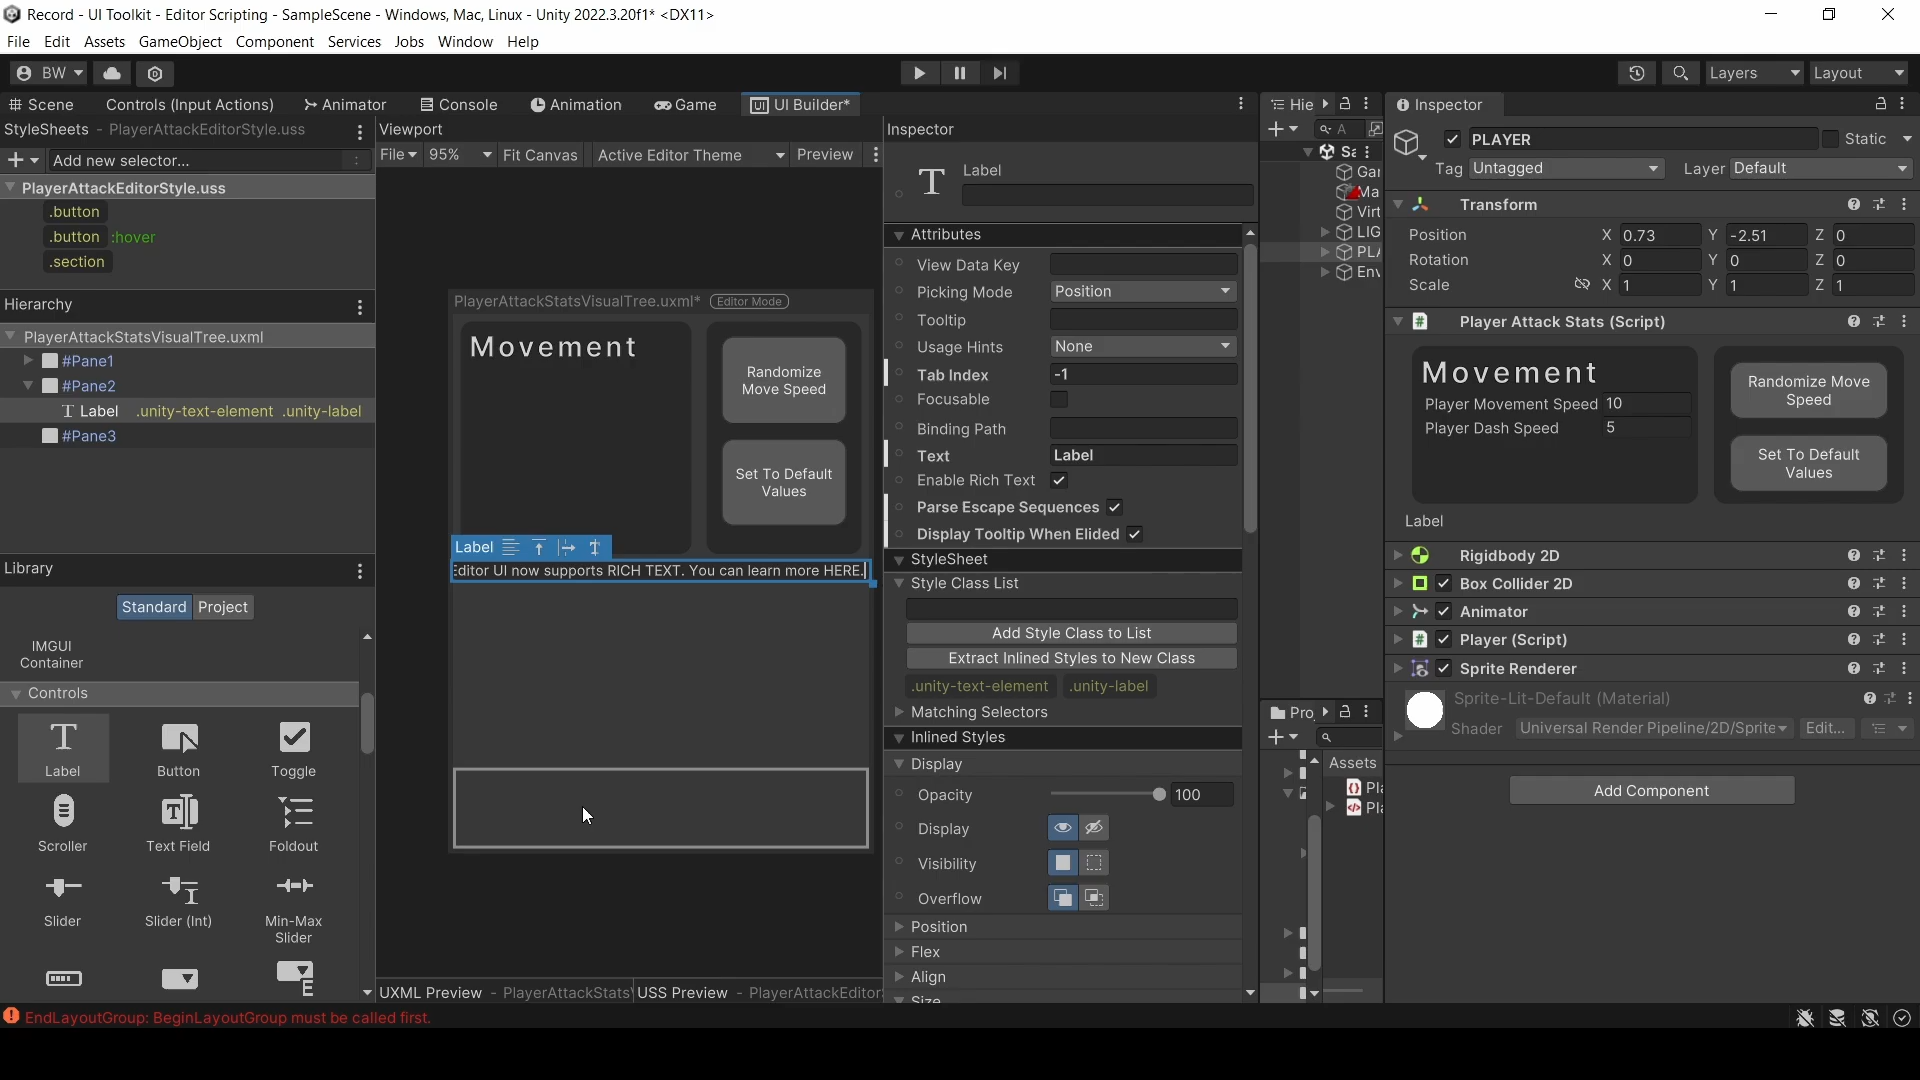 Record - UI Toolkit - Editor Scripting - SampleScene - Windows, Mac, Linux - Unity 2022.3.20f1* <DX11>
File Edit Assets GameObject Component Services Jobs Window Help
BW Layers Layout
Scene Controls (Input Actions) Animator Console Animation Game UI Builder*
StyleSheets - PlayerAttackEditorStyle.uss
Add new selector...
PlayerAttackEditorStyle.uss
.button
.button :hover
.section
Hierarchy
PlayerAttackStatsVisualTree.uxml
#Pane1
#Pane2
Label .unity-text-element .unity-label
#Pane3
Library
Standard Project
IMGUI
Container
Controls
Label Button Toggle
Scroller Text Field Foldout
Slider Slider (Int) Min-Max
Slider
Viewport
File 95% Fit Canvas Active Editor Theme Preview
PlayerAttackStatsVisualTree.uxml* Editor Mode
Movement
Randomize
Move Speed
Set To Default
Values
Label
Editor UI now supports RICH TEXT. You can learn more HERE.
UXML Preview - PlayerAttackStats
USS Preview - PlayerAttackEditor
Inspector
Label
Attributes
View Data Key
Picking Mode Position
Tooltip
Usage Hints None
Tab Index -1
Focusable
Binding Path
Text Label
Enable Rich Text
Parse Escape Sequences
Display Tooltip When Elided
StyleSheet
Style Class List
Add Style Class to List
Extract Inlined Styles to New Class
.unity-text-element .unity-label
Matching Selectors
Inlined Styles
Display
Opacity 100
Display
Visibility
Overflow
Position
Flex
Align
Size
Hie
A
Sa
Gar
Ma
Virt
LIG
PLA
Env
Pro
Assets
Pla
Pla
Inspector
PLAYER Static
Tag Untagged Layer Default
Transform
Position X 0.73 Y -2.51 Z 0
Rotation X 0 Y 0 Z 0
Scale X 1 Y 1 Z 1
# Player Attack Stats (Script)
Movement
Player Movement Speed 10
Player Dash Speed 5
Randomize Move
Speed
Set To Default
Values
Label
Rigidbody 2D
Box Collider 2D
Animator
# Player (Script)
Sprite Renderer
Sprite-Lit-Default (Material)
Shader Universal Render Pipeline/2D/Sprite Edit...
Add Component
EndLayoutGroup: BeginLayoutGroup must be called first.